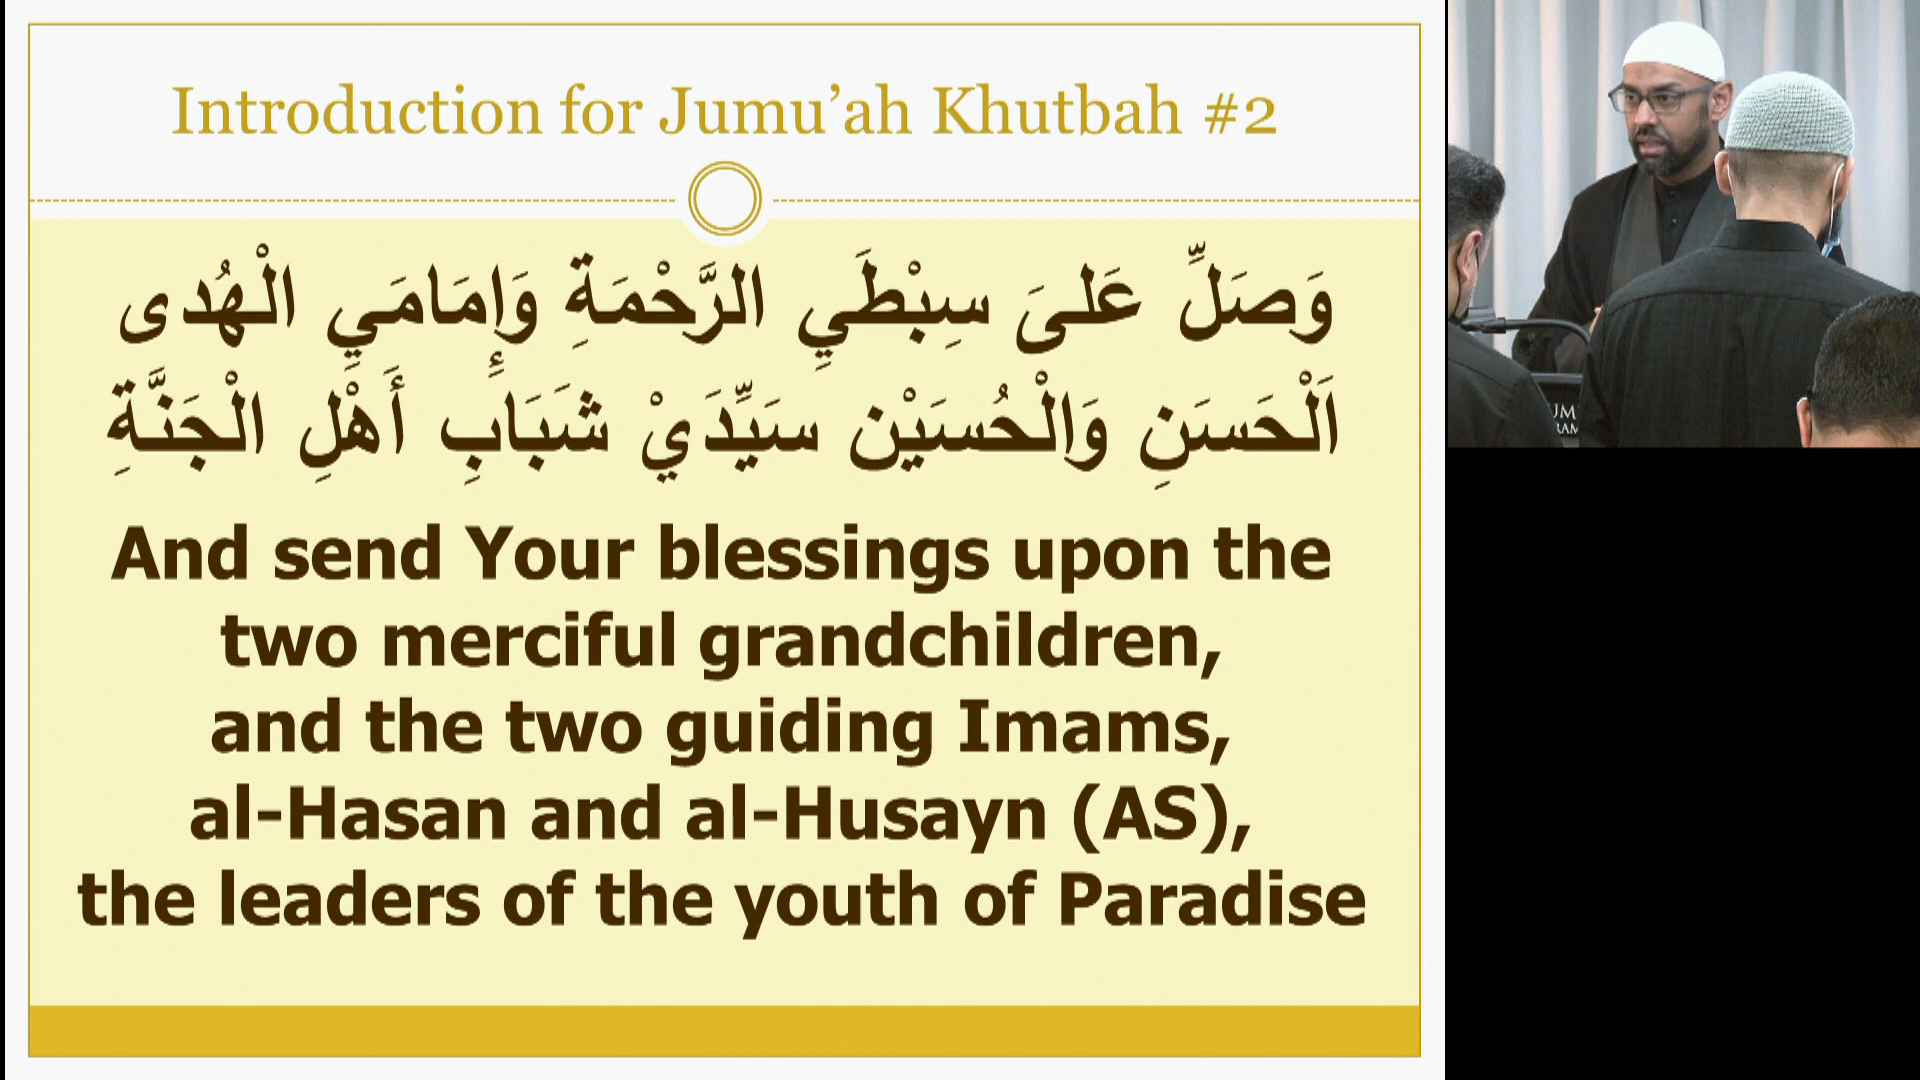 Introduction for Jumu’ah Khutbah #2
وَصَلِّ عَلىَ سِبْطَيِ الرَّحْمَةِ وَإِمَامَيِ الْهُدى
اَلْحَسَنِ وَالْحُسَيْن سَيِّدَيْ شَبَابِ أَهْلِ الْجَنَّةِ
And send Your blessings upon the
two merciful grandchildren,
and the two guiding Imams,
al-Hasan and al-Husayn (AS),
the leaders of the youth of Paradise